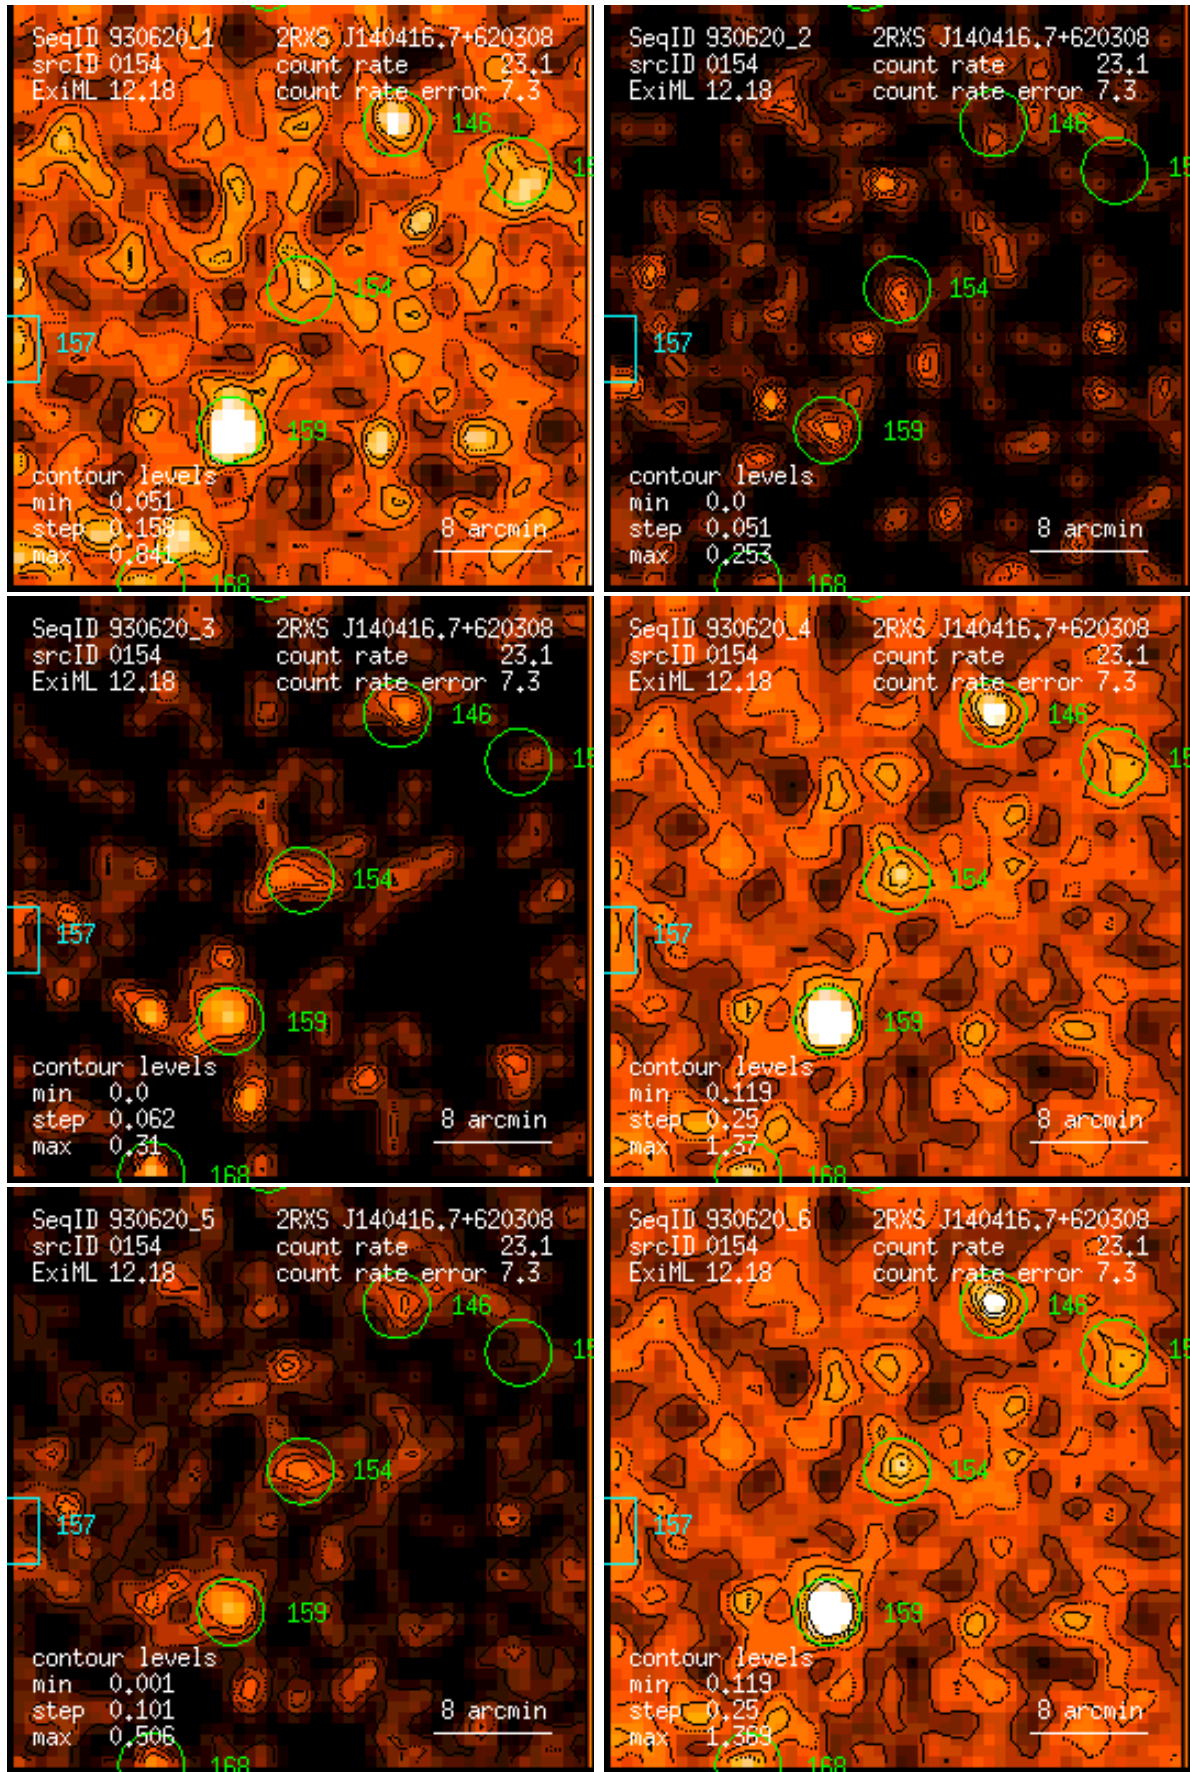 SeqID 930620_1 2RXS J140416.7+620308
srcID 0154 count rate 23.1
ExiML 12.18 count rate error 7.3
146
15
154
157
159
contour levels
min 0.051
step 0.158
max 0.841
8 arcmin
168
SeqID 930620_2 2RXS J140416.7+620308
srcID 0154 count rate 23.1
ExiML 12.18 count rate error 7.3
146
15
154
157
159
contour levels
min 0.0
step 0.051
max 0.253
8 arcmin
168
SeqID 930620_3 2RXS J140416.7+620308
srcID 0154 count rate 23.1
ExiML 12.18 count rate error 7.3
146
15
154
157
159
contour levels
min 0.0
step 0.062
max 0.31
8 arcmin
168
SeqID 930620_4 2RXS J140416.7+620308
srcID 0154 count rate 23.1
ExiML 12.18 count rate error 7.3
146
15
154
157
159
contour levels
min 0.119
step 0.25
max 1.37
8 arcmin
168
SeqID 930620_5 2RXS J140416.7+620308
srcID 0154 count rate 23.1
ExiML 12.18 count rate error 7.3
146
15
154
157
159
contour levels
min 0.001
step 0.101
max 0.506
8 arcmin
168
SeqID 930620_6 2RXS J140416.7+620308
srcID 0154 count rate 23.1
ExiML 12.18 count rate error 7.3
146
15
154
157
159
contour levels
min 0.119
step 0.25
max 1.369
8 arcmin
168